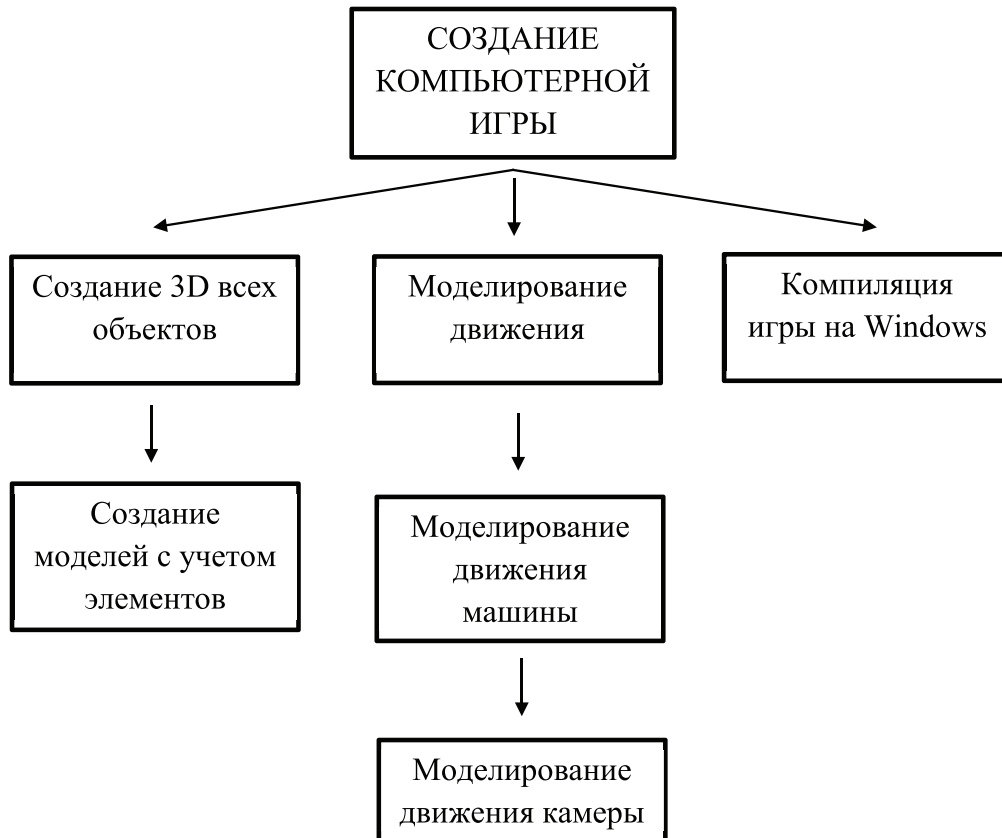 СОЗДАНИЕ
КОМПЬЮТЕРНОЙ
ИГРЫ
Создание 3D всех
объектов
Моделирование
движения
Компиляция
игры на Windows
Создание
моделей с учетом
элементов
Моделирование
движения
машины
Моделирование
движения камеры